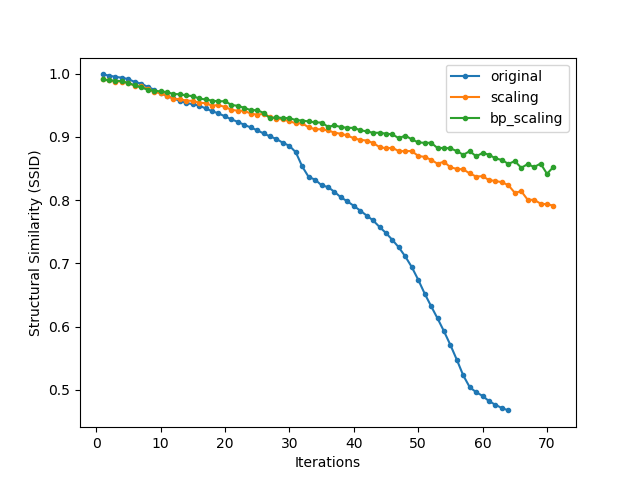 1.0
0.9
0.8
0.7
0.6
0.5
Structural Similarity (SSID)
original
scaling
bp_scaling
0 10 20 30 40 50 60 70
Iterations